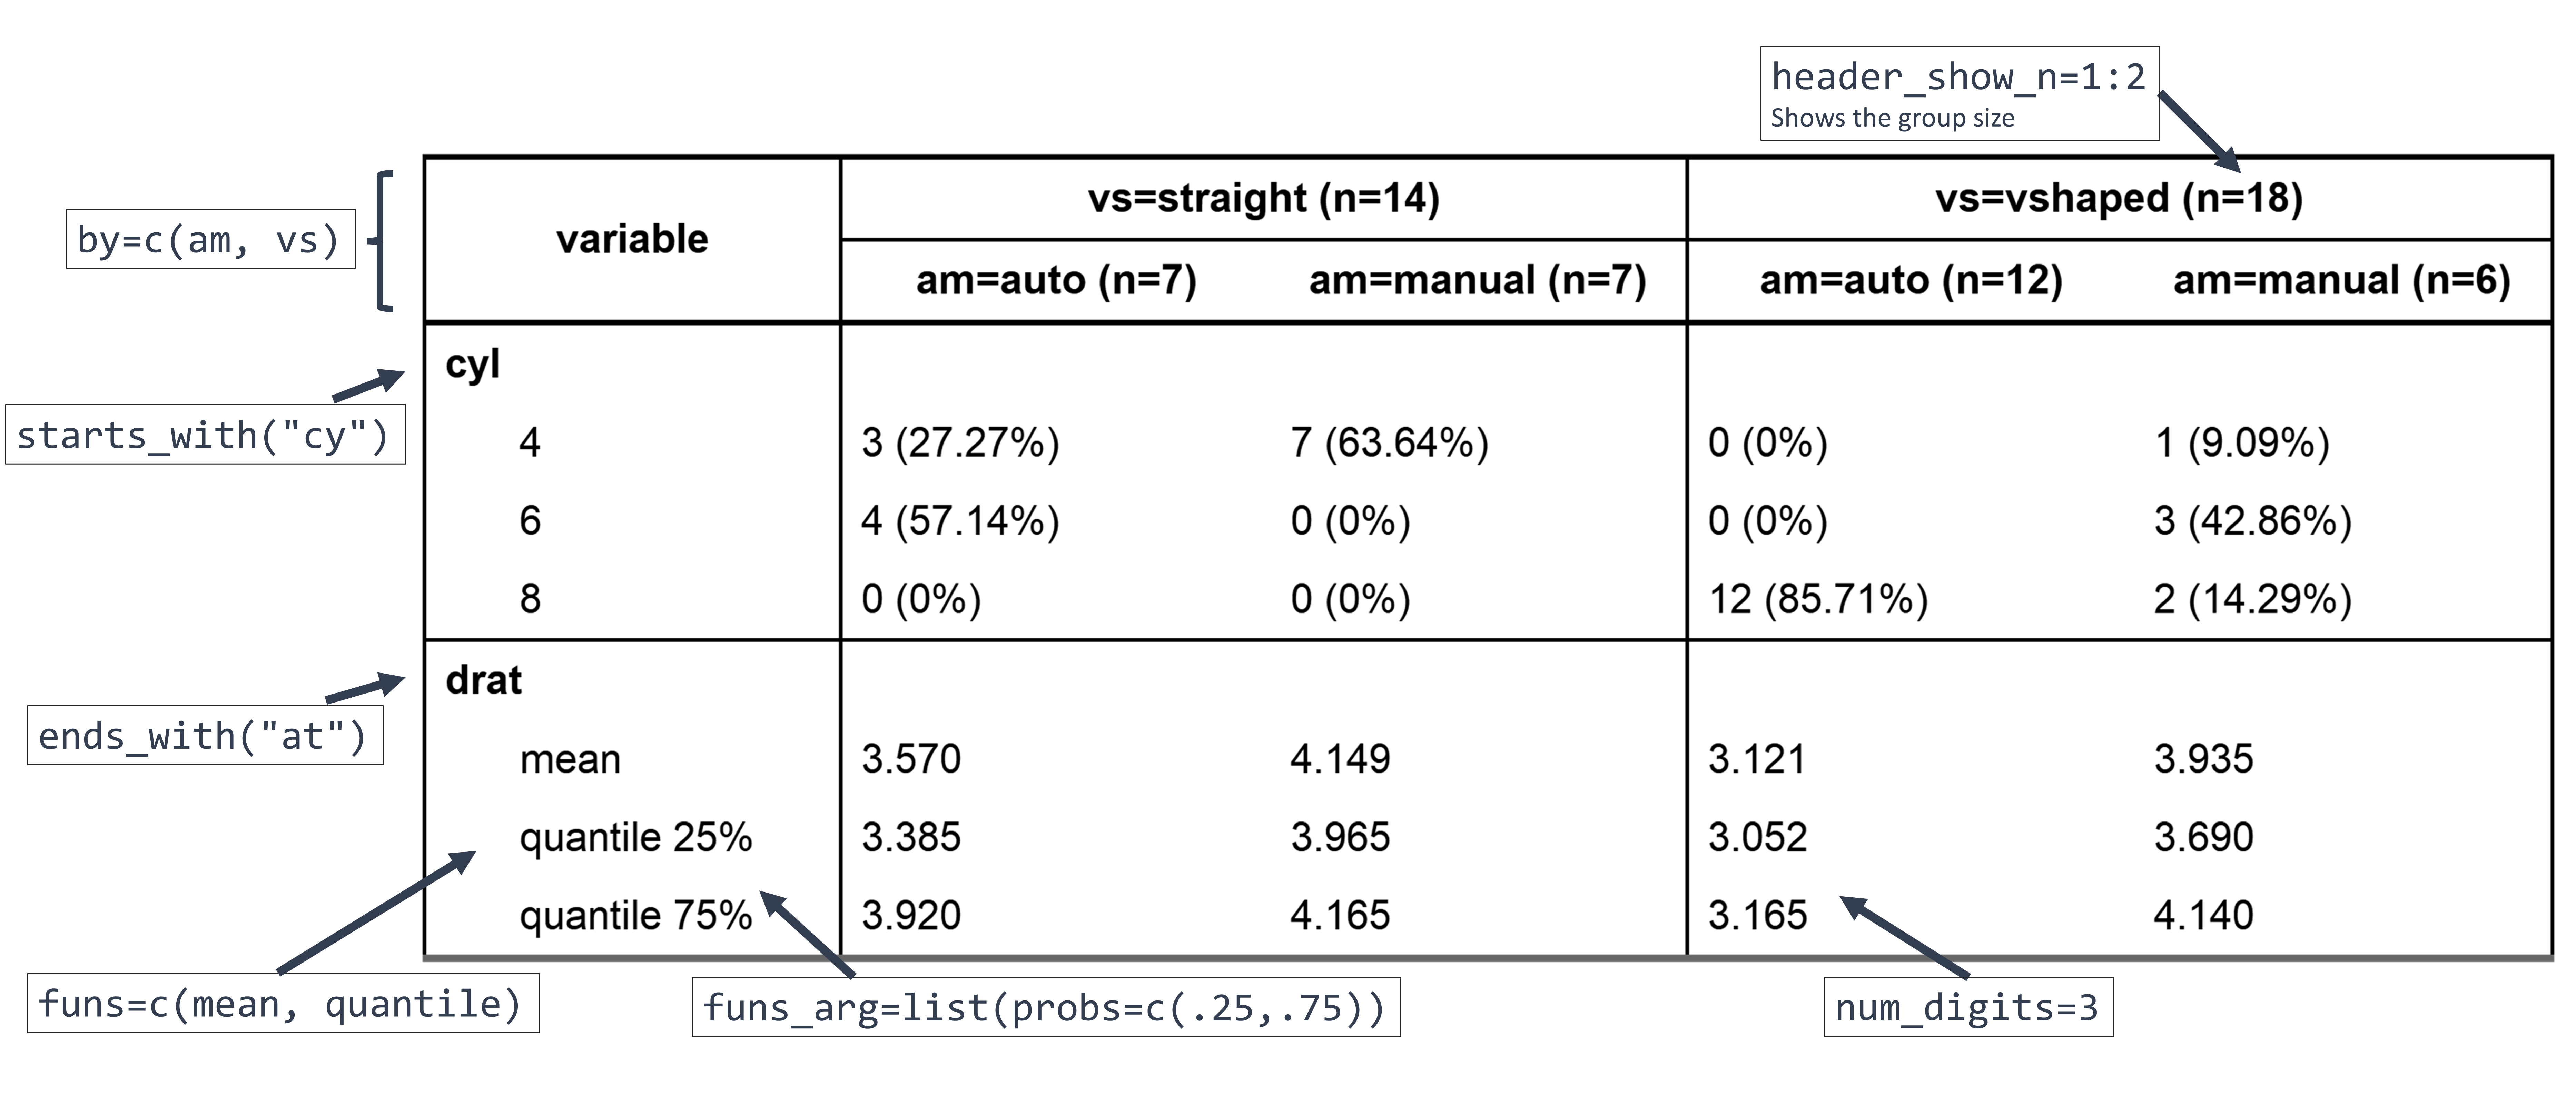 header_show_n=1:2
Shows the group size
by=c(am, vs)
variable
vs=straight (n=14)
vs=vshaped (n=18)
am=auto (n=7)
am=manual (n=7)
am=auto (n=12)
am=manual (n=6)
starts_with("cy")
cyl
4 3 (27.27%) 7 (63.64%) 0 (0%) 1 (9.09%)
6 4 (57.14%) 0 (0%) 0 (0%) 3 (42.86%)
8 0 (0%) 0 (0%) 12 (85.71%) 2 (14.29%)
ends_with("at")
drat
mean 3.570 4.149 3.121 3.935
quantile 25% 3.385 3.965 3.052 3.690
quantile 75% 3.920 4.165 3.165 4.140
funs=c(mean, quantile)
funs_arg=list(probs=c(.25,.75))
num_digits=3